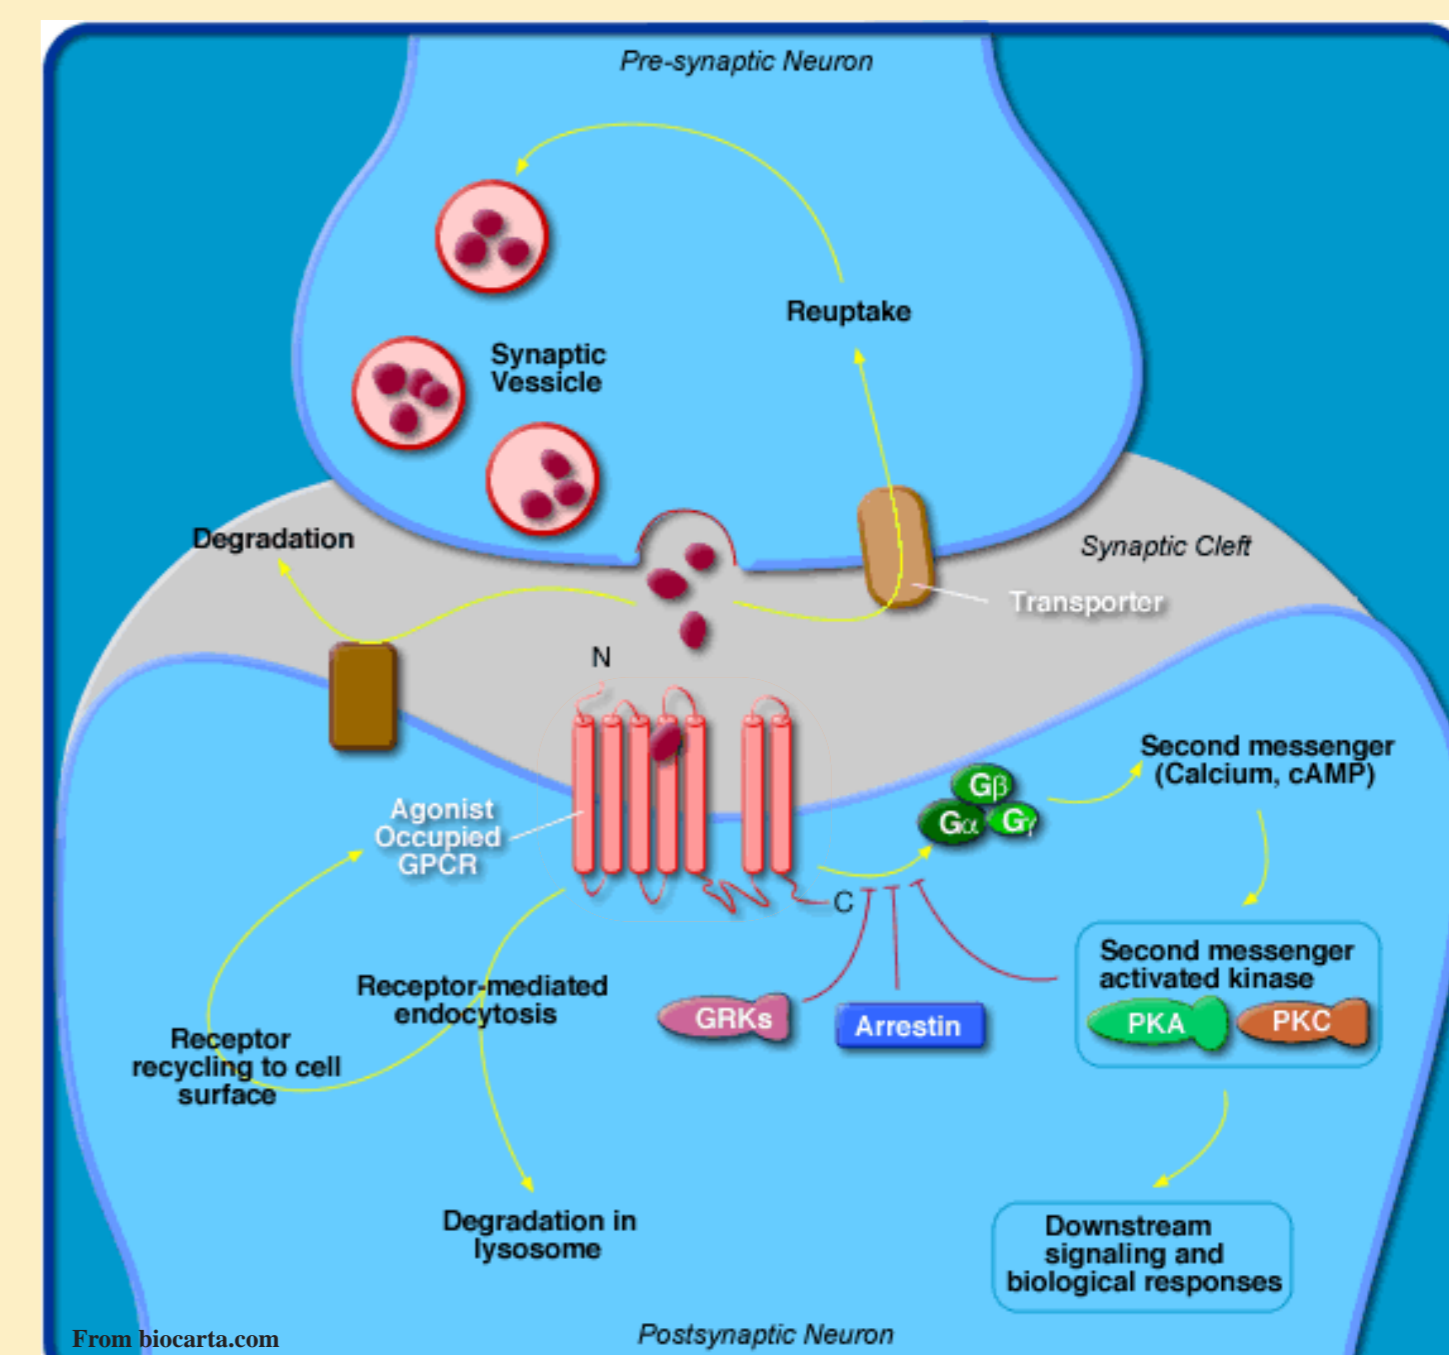 Pre-synaptic Neuron
Reuptake
Synaptic
Vessicle
Degradation
Synaptic Cleft
Transporter
N
Second messenger
(Calcium, cAMP)
Gβ
Gα
Gγ
Agonist
Occupied
GPCR
C
Second messenger
activated kinase
PKA
PKC
Receptor-mediated
endocytosis
GRKs
Arrestin
Receptor
recycling to cell
surface
Degradation in
lysosome
Downstream
signaling and
biological responses
From biocarta.com
Postsynaptic Neuron